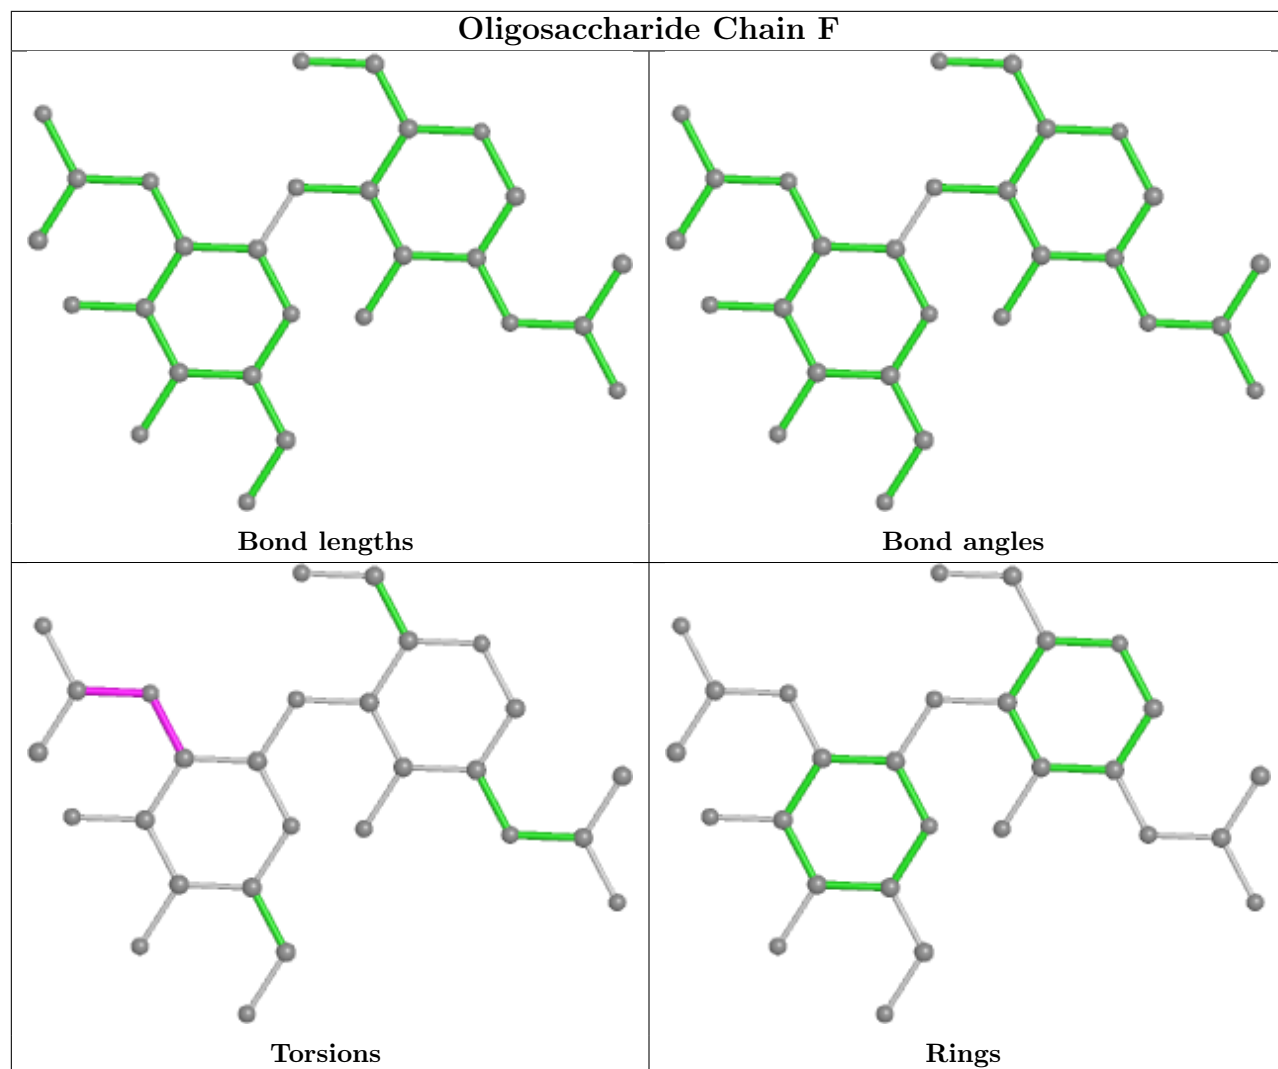 Oligosaccharide Chain F
Bond lengths
Bond angles
Torsions
Rings